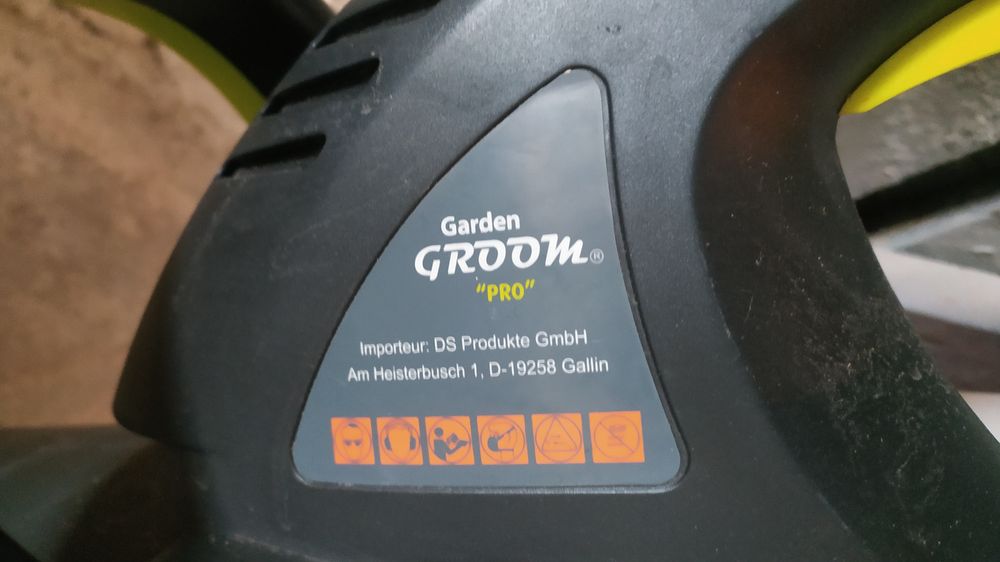 Garden
GROOM®
"PRO"
Importeur: DS Produkte GmbH
Am Heisterbusch 1, D-19258 Gallin